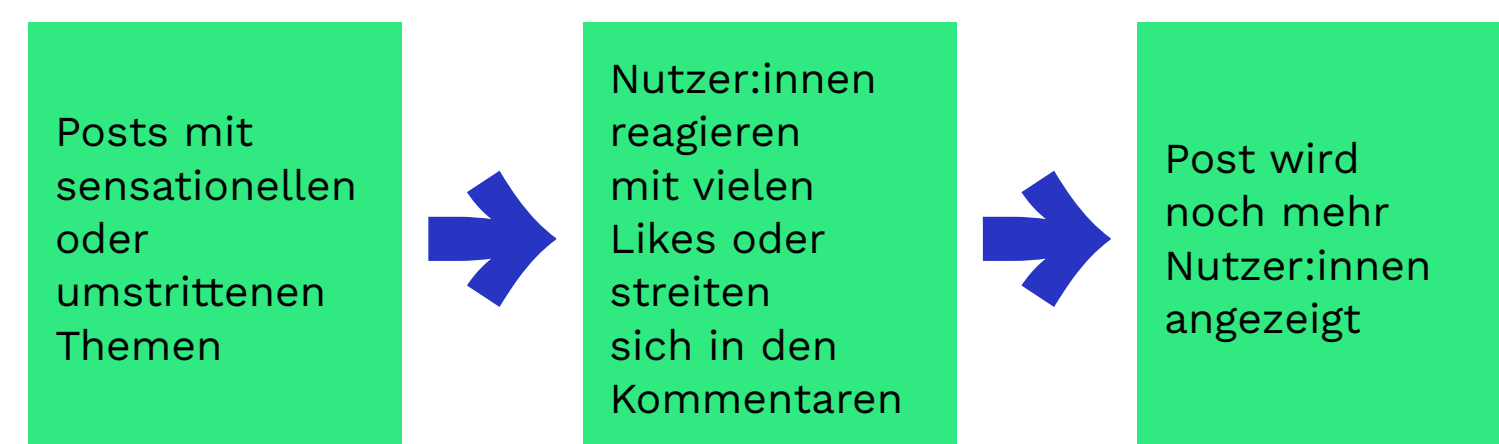 Posts mit
sensationellen
oder
umstrittenen
Themen
Nutzer:innen
reagieren
mit vielen
Likes oder
streiten
sich in den
Kommentaren
Post wird
noch mehr
Nutzer:innen
angezeigt